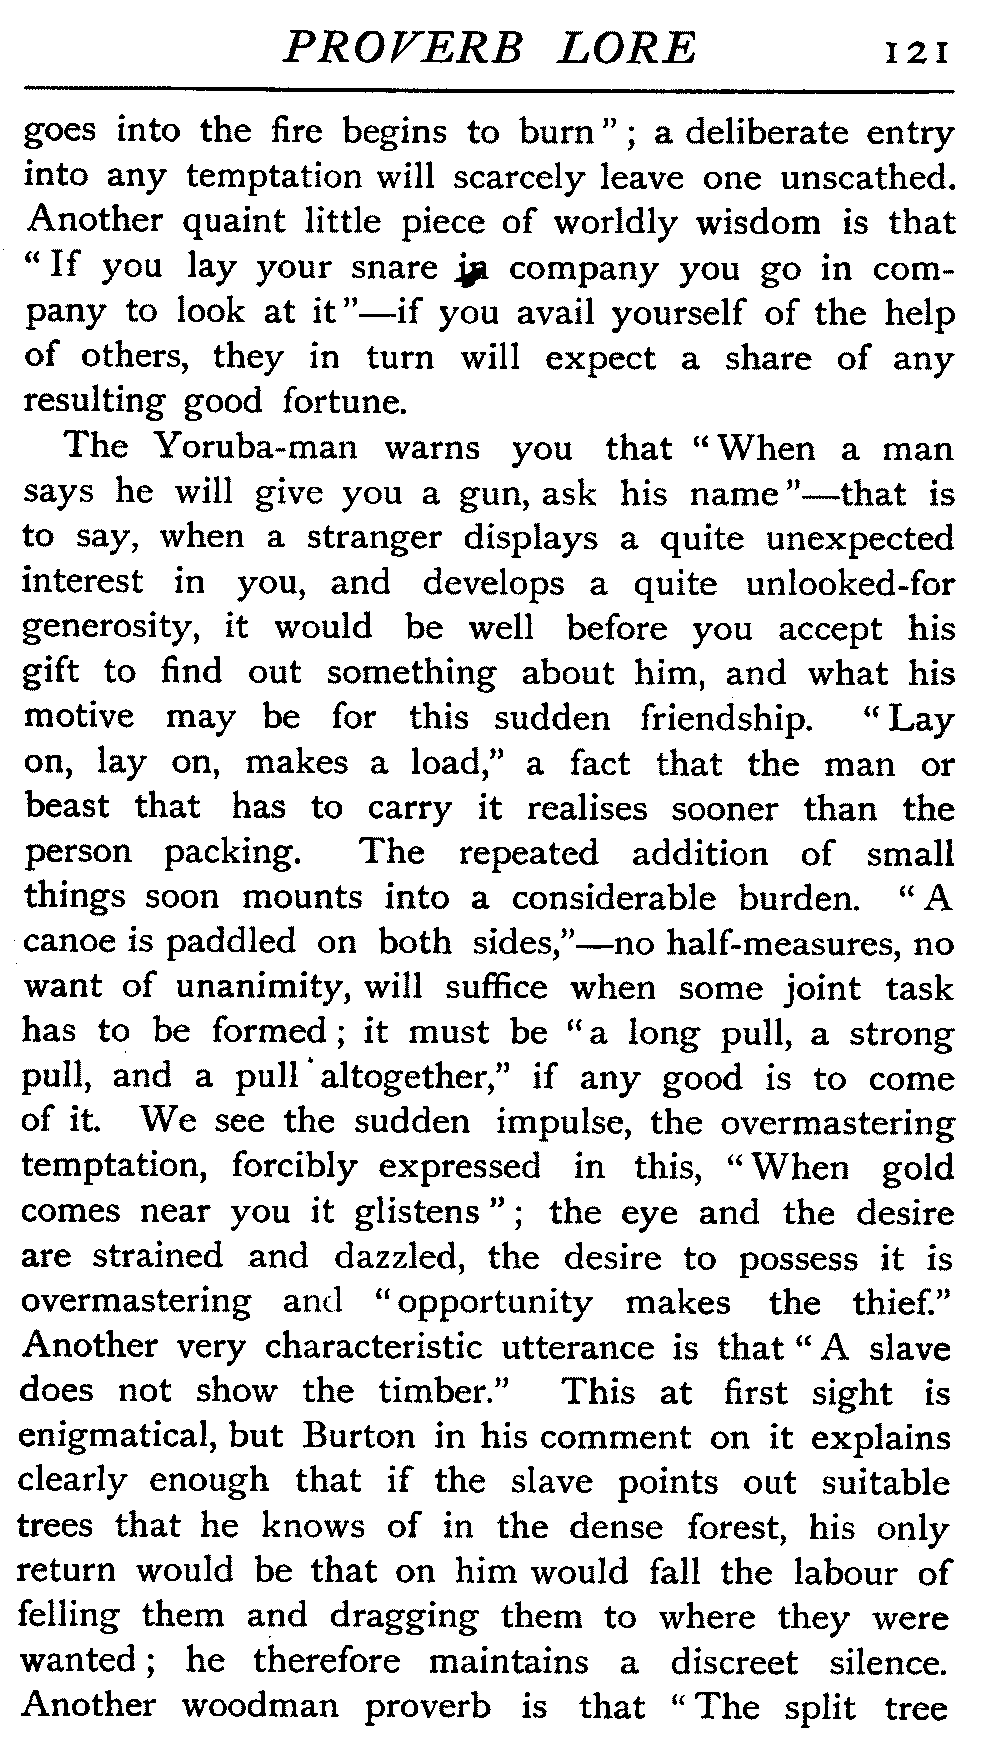 PROVERB LORE 121
goes into the fire begins to burn" ; a deliberate entry
into any temptation will scarcely leave one unscathed.
Another quaint little piece of worldly wisdom is that
"If you lay your snare in company you go in com-
pany to look at it"—if you avail yourself of the help
of others, they in turn will expect a share of any
resulting good fortune.
The Yoruba-man warns you that "When a man
says he will give you a gun, ask his name"—that is
to say, when a stranger displays a quite unexpected
interest in you, and develops a quite unlooked-for
generosity, it would be well before you accept his
gift to find out something about him, and what his
motive may be for this sudden friendship. "Lay
on, lay on, makes a load," a fact that the man or
beast that has to carry it realises sooner than the
person packing. The repeated addition of small
things soon mounts into a considerable burden. "A
canoe is paddled on both sides,"—no half-measures, no
want of unanimity, will suffice when some joint task
has to be formed ; it must be "a long pull, a strong
pull, and a pull altogether," if any good is to come
of it. We see the sudden impulse, the overmastering
temptation, forcibly expressed in this, "When gold
comes near you it glistens" ; the eye and the desire
are strained and dazzled, the desire to possess it is
overmastering and "opportunity makes the thief."
Another very characteristic utterance is that "A slave
does not show the timber." This at first sight is
enigmatical, but Burton in his comment on it explains
clearly enough that if the slave points out suitable
trees that he knows of in the dense forest, his only
return would be that on him would fall the labour of
felling them and dragging them to where they were
wanted ; he therefore maintains a discreet silence.
Another woodman proverb is that "The split tree